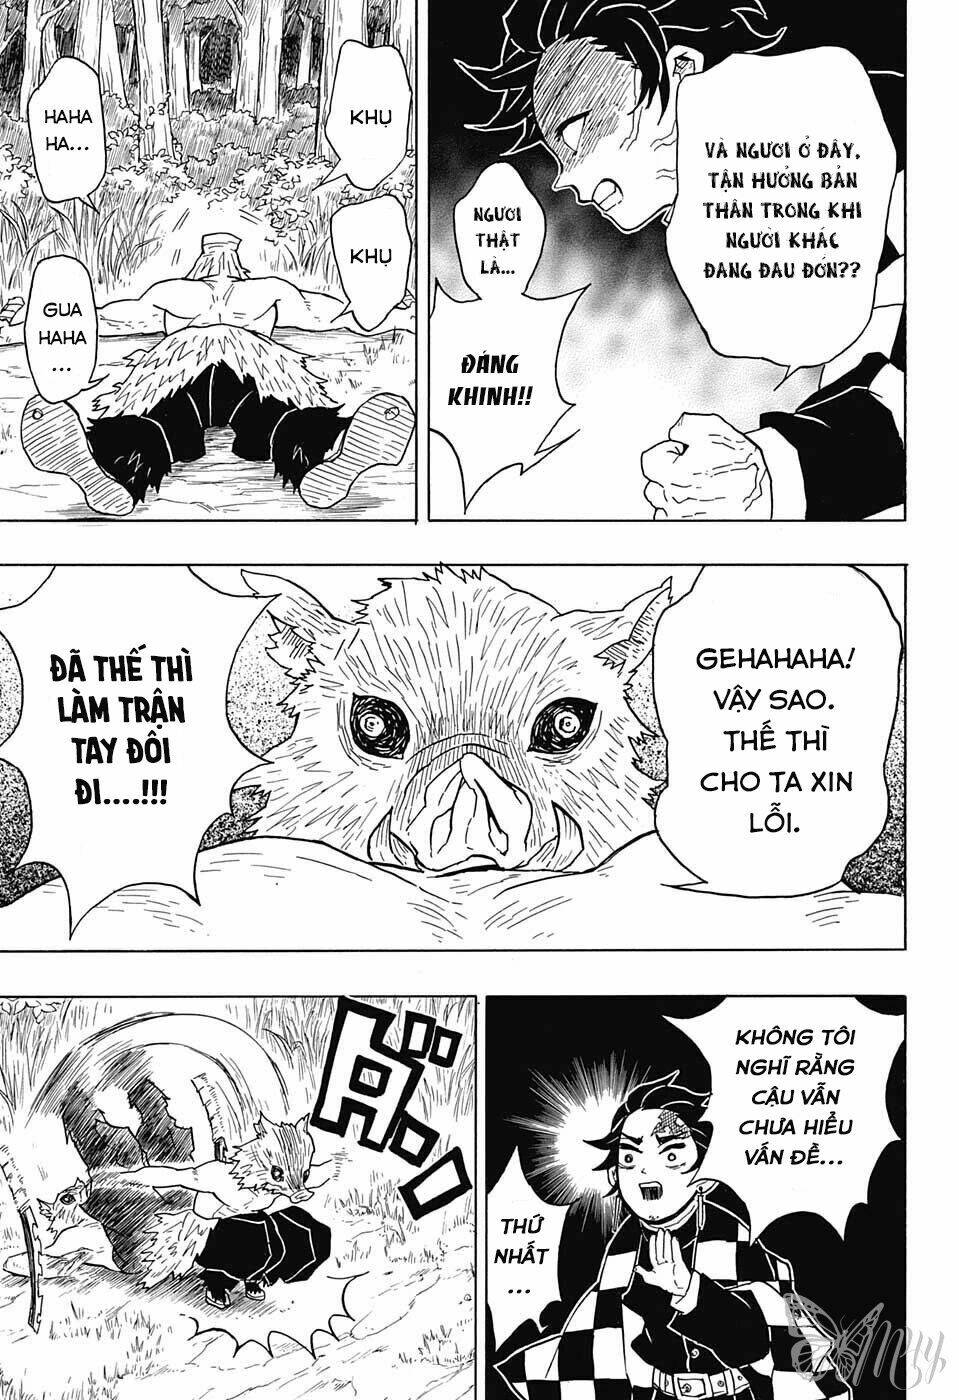 VÀ NGƯƠI Ở ĐÂY,
TẬN HƯỞNG BẢN
THÂN TRONG KHI
NGƯỜI KHÁC
ĐANG ĐAU ĐỚN??
NGƯƠI
THẬT
LÀ...
ĐÁNG
KHINH!!
KHỤ
KHỤ
HAHA
HA...
GUA
HAHA
...
GEHAHAHA!
VẬY SAO.
THẾ THÌ
CHO TA XIN
LỖI.
ĐÃ THẾ THÌ
LÀM TRẬN
TAY ĐÔI
ĐI....!!!
KHÔNG TÔI
NGHĨ RẰNG
CẬU VẪN
CHƯA HIỂU
VẤN ĐỀ...
THỨ
NHẤT
...